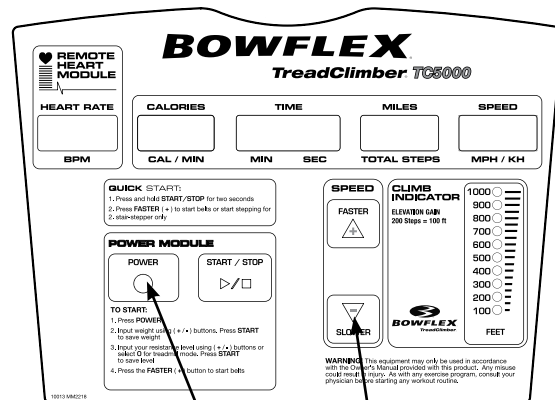 BOWFLEX
TreadClimber TC5000
REMOTE
HEART
MODULE
HEART RATE
BPM
CALORIES
TIME
MILES
SPEED
CAL / MIN
MIN
SEC
TOTAL STEPS
MPH / KH
QUICK START:
1. Press and hold START/STOP for two seconds
2. Press FASTER ( + ) to start belts or start stepping for
2. stair-stepper only
POWER MODULE
POWER
START / STOP
TO START:
1. Press POWER
2. Input weight using ( + / - ) buttons. Press START
to save weight
3. Input your resistance level using ( + / - ) buttons or
select 0 for treadmill mode. Press START
to save level
4. Press the FASTER ( + ) button to start belts
SPEED
FASTER
+
–
SLOWER
CLIMB
INDICATOR
ELEVATION GAIN
200 Steps = 100 ft
BOWFLEX
TreadClimber
1000
900
800
700
600
500
400
300
200
100
FEET
WARNING: This equipment may only be used in accordance
with the Owner's Manual provided with this product. Any misuse
could result in injury. As with any exercise program, consult your
physician before starting any workout routine.
10013 MM2218